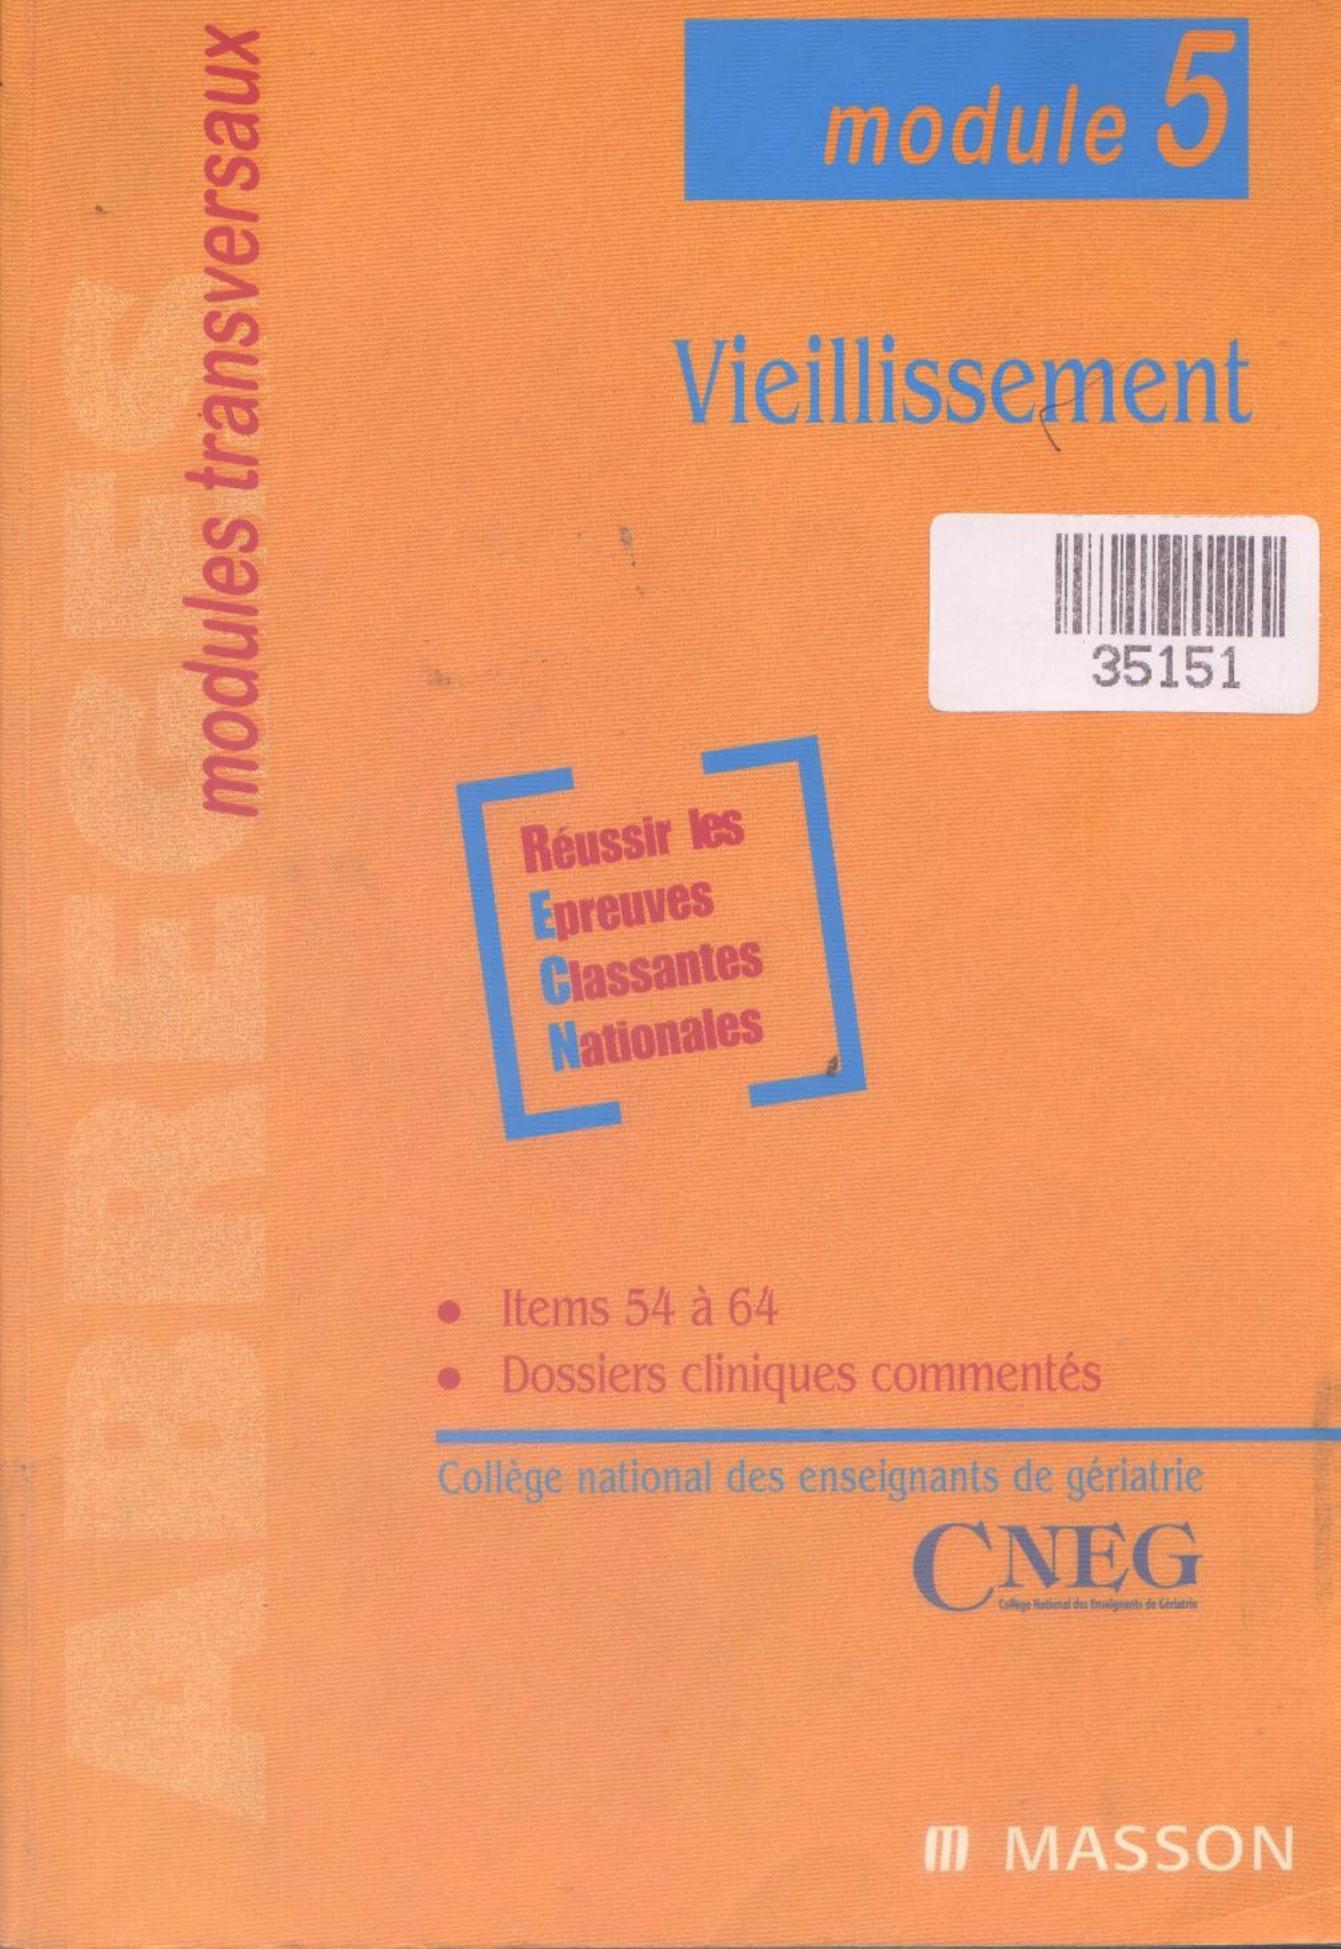 module 5
Vieillissement
35151
ABREGES
modules transversaux
Réussir les
Epreuves
Classantes
Nationales
• Items 54 à 64
• Dossiers cliniques commentés
Collège national des enseignants de gériatrie
CNEG
Collège National des Enseignants de Gériatrie
MASSON